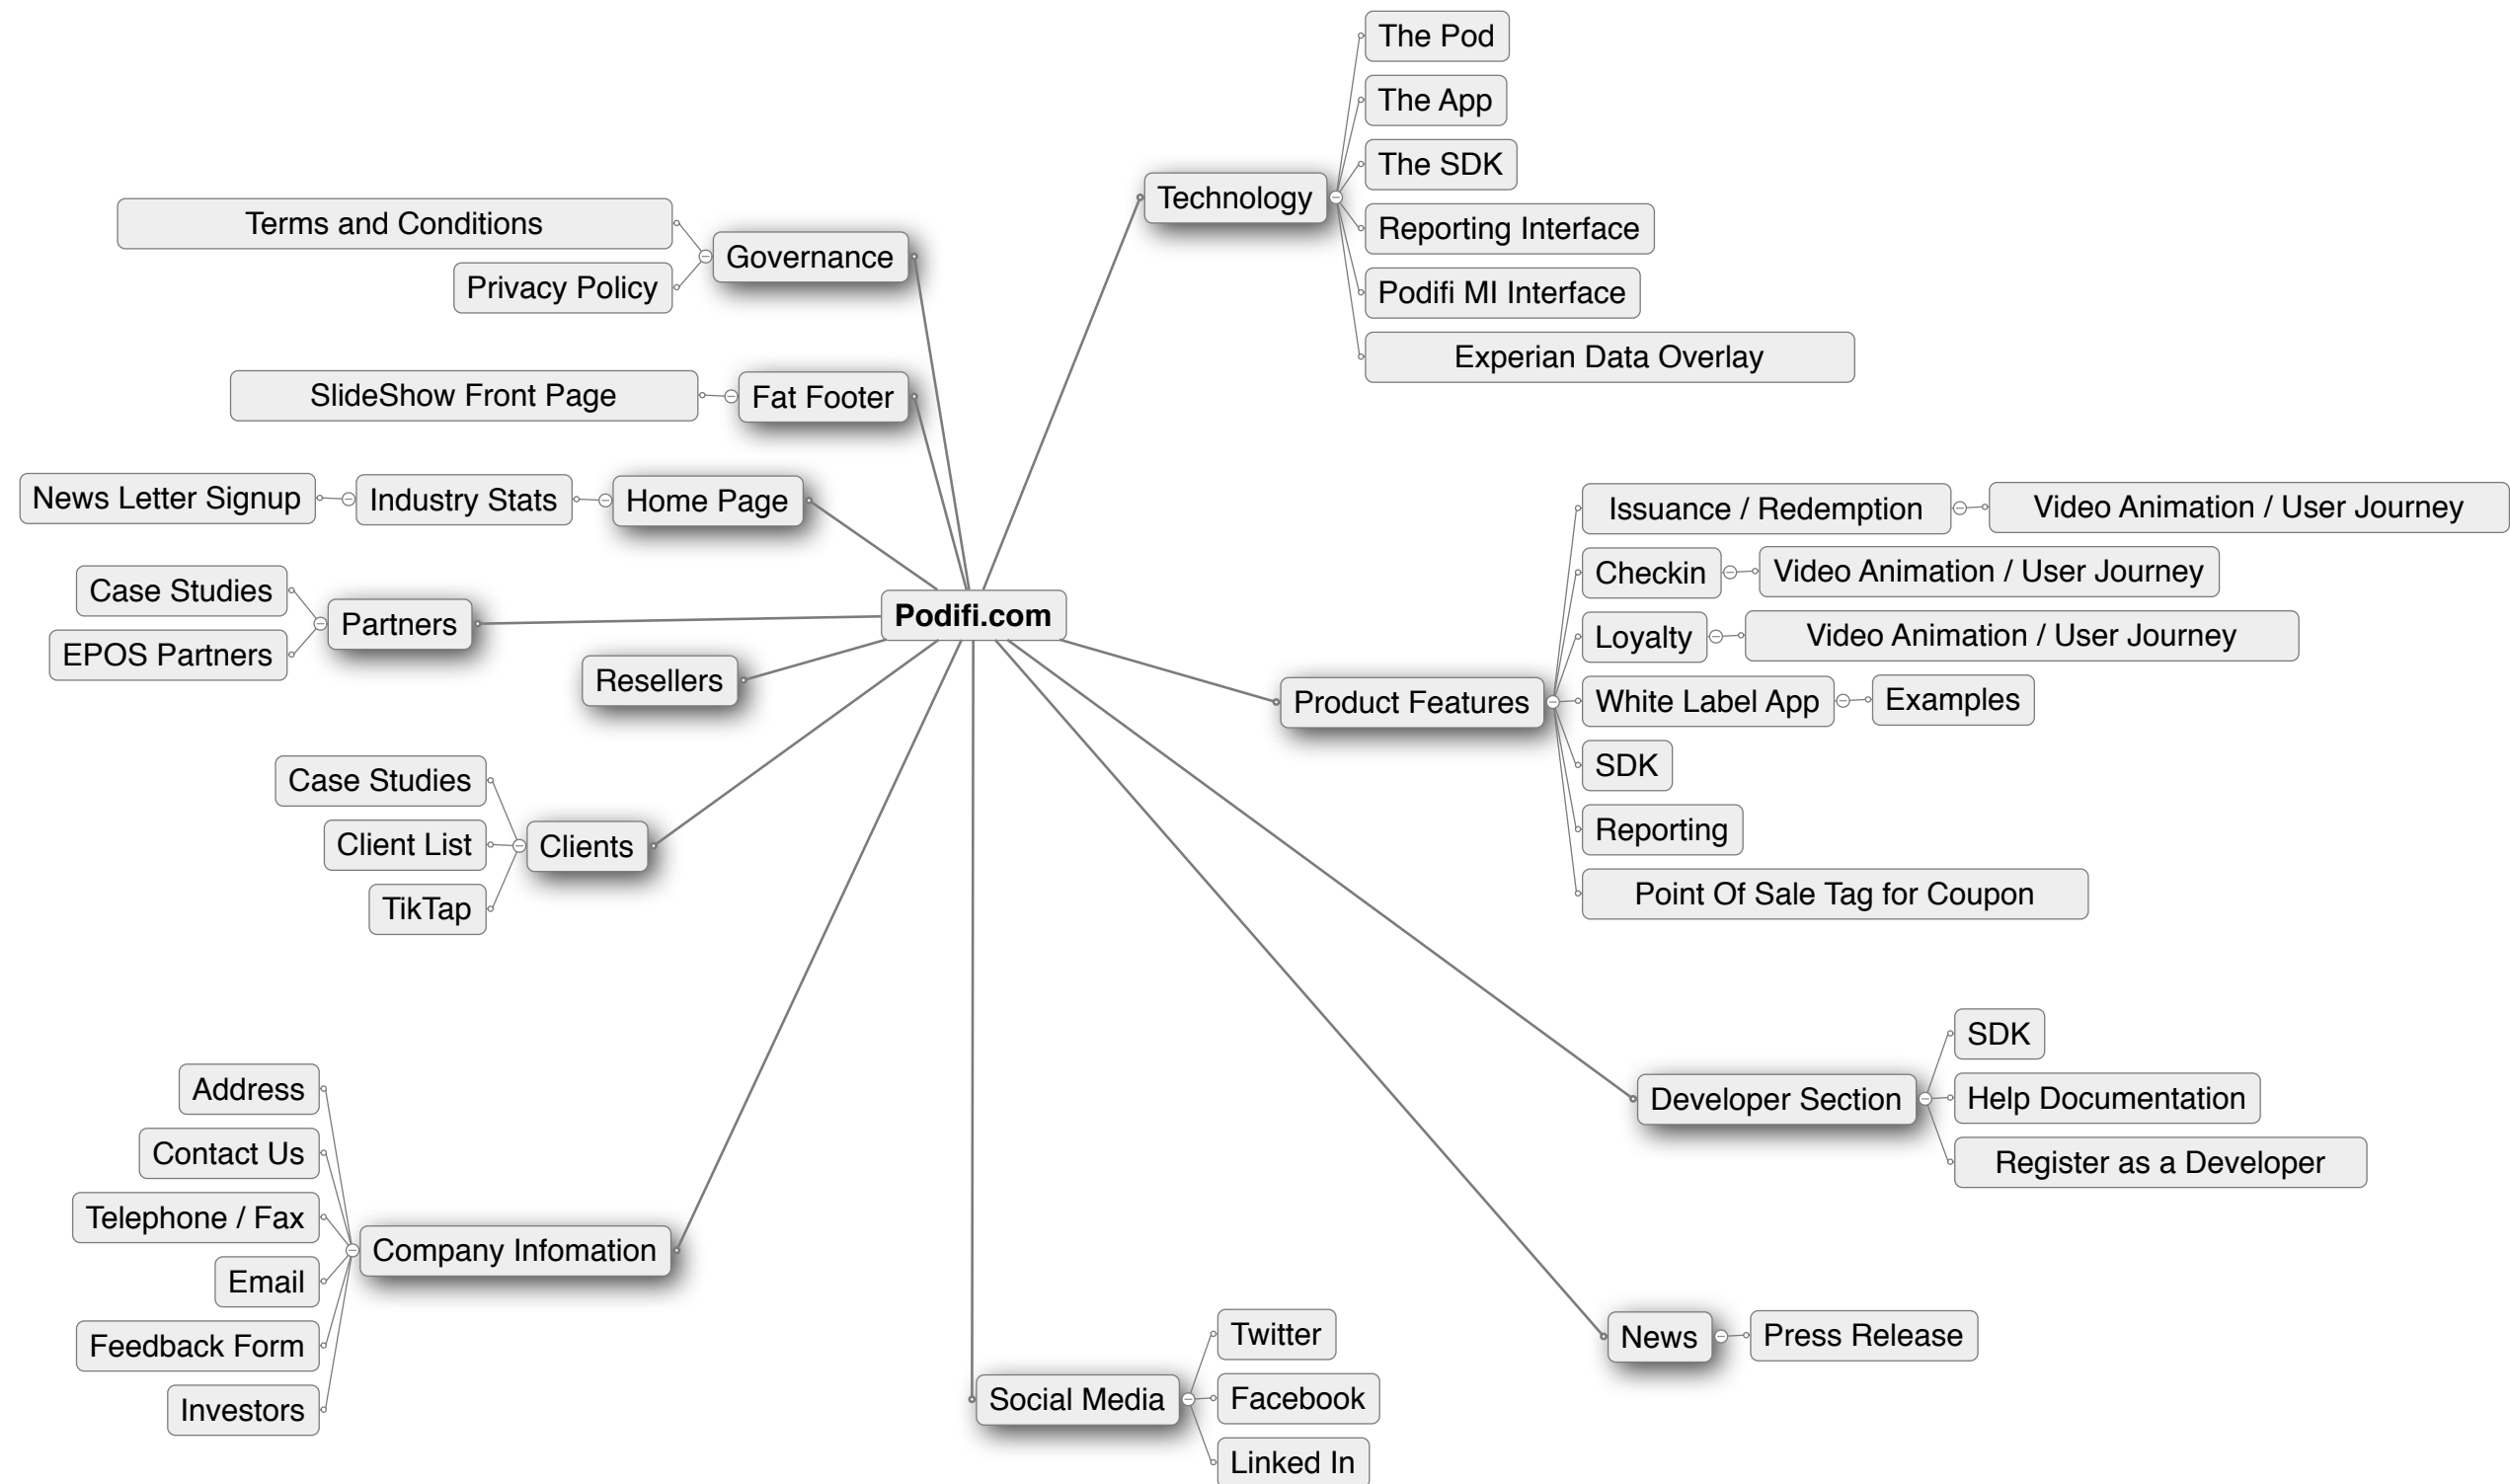 Podifi.com
Technology
The Pod
The App
The SDK
Reporting Interface
Podifi MI Interface
Experian Data Overlay
Product Features
Issuance / Redemption
Video Animation / User Journey
Checkin
Video Animation / User Journey
Loyalty
Video Animation / User Journey
White Label App
Examples
SDK
Reporting
Point Of Sale Tag for Coupon
Developer Section
SDK
Help Documentation
Register as a Developer
News
Press Release
Social Media
Twitter
Facebook
Linked In
Company Infomation
Address
Contact Us
Telephone / Fax
Email
Feedback Form
Investors
Clients
Case Studies
Client List
TikTap
Resellers
Partners
Case Studies
EPOS Partners
Home Page
Industry Stats
News Letter Signup
Fat Footer
SlideShow Front Page
Governance
Terms and Conditions
Privacy Policy